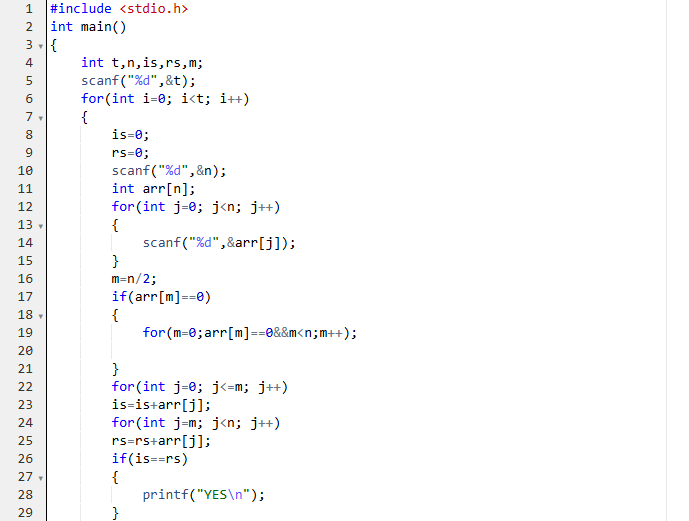 1 #include <stdio.h>
2 int main()
3 {
4 int t,n,is,rs,m;
5 scanf("%d",&t);
6 for(int i=0; i<t; i++)
7 {
8 is=0;
9 rs=0;
10 scanf("%d",&n);
11 int arr[n];
12 for(int j=0; j<n; j++)
13 {
14 scanf("%d",&arr[j]);
15 }
16 m=n/2;
17 if(arr[m]==0)
18 {
19 for(m=0;arr[m]==0&&m<n;m++);
20
21 }
22 for(int j=0; j<=m; j++)
23 is=is+arr[j];
24 for(int j=m; j<n; j++)
25 rs=rs+arr[j];
26 if(is==rs)
27 {
28 printf("YES\n");
29 }